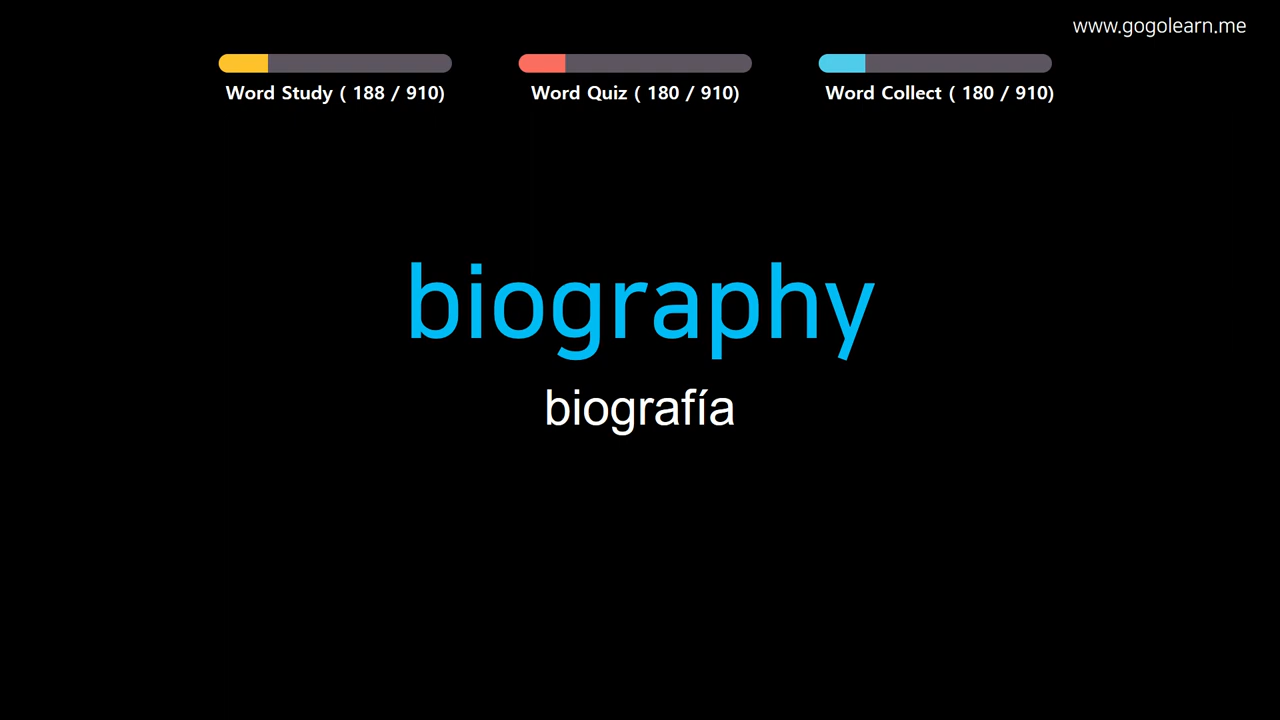 www.gogolearn.me
Word Study ( 188 / 910)
Word Quiz ( 180 / 910)
Word Collect ( 180 / 910)
biography
biografía